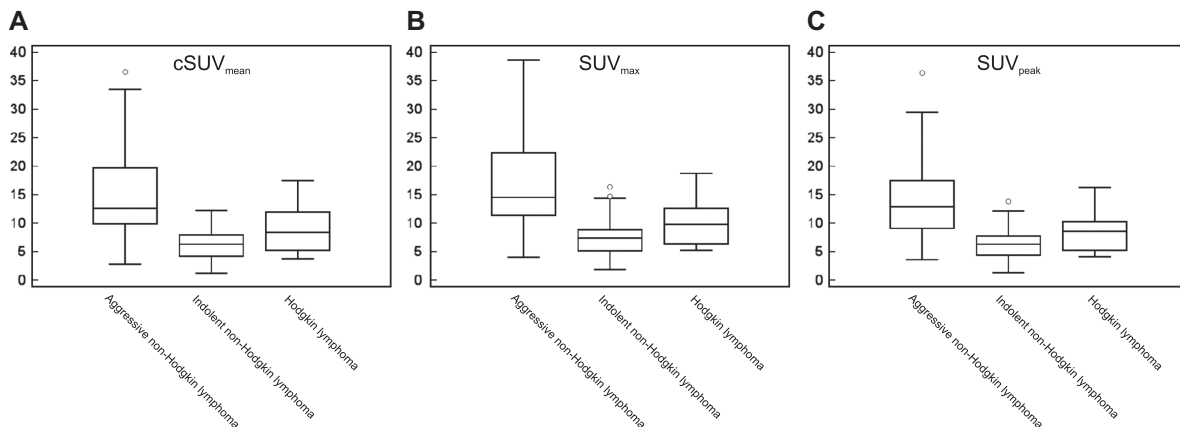 A
cSUVmean
40
35
30
25
20
15
10
5
0
Aggressive non-Hodgkin lymphoma
Indolent non-Hodgkin lymphoma
Hodgkin lymphoma
B
SUVmax
40
35
30
25
20
15
10
5
0
Aggressive non-Hodgkin lymphoma
Indolent non-Hodgkin lymphoma
Hodgkin lymphoma
C
SUVpeak
40
35
30
25
20
15
10
5
0
Aggressive non-Hodgkin lymphoma
Indolent non-Hodgkin lymphoma
Hodgkin lymphoma